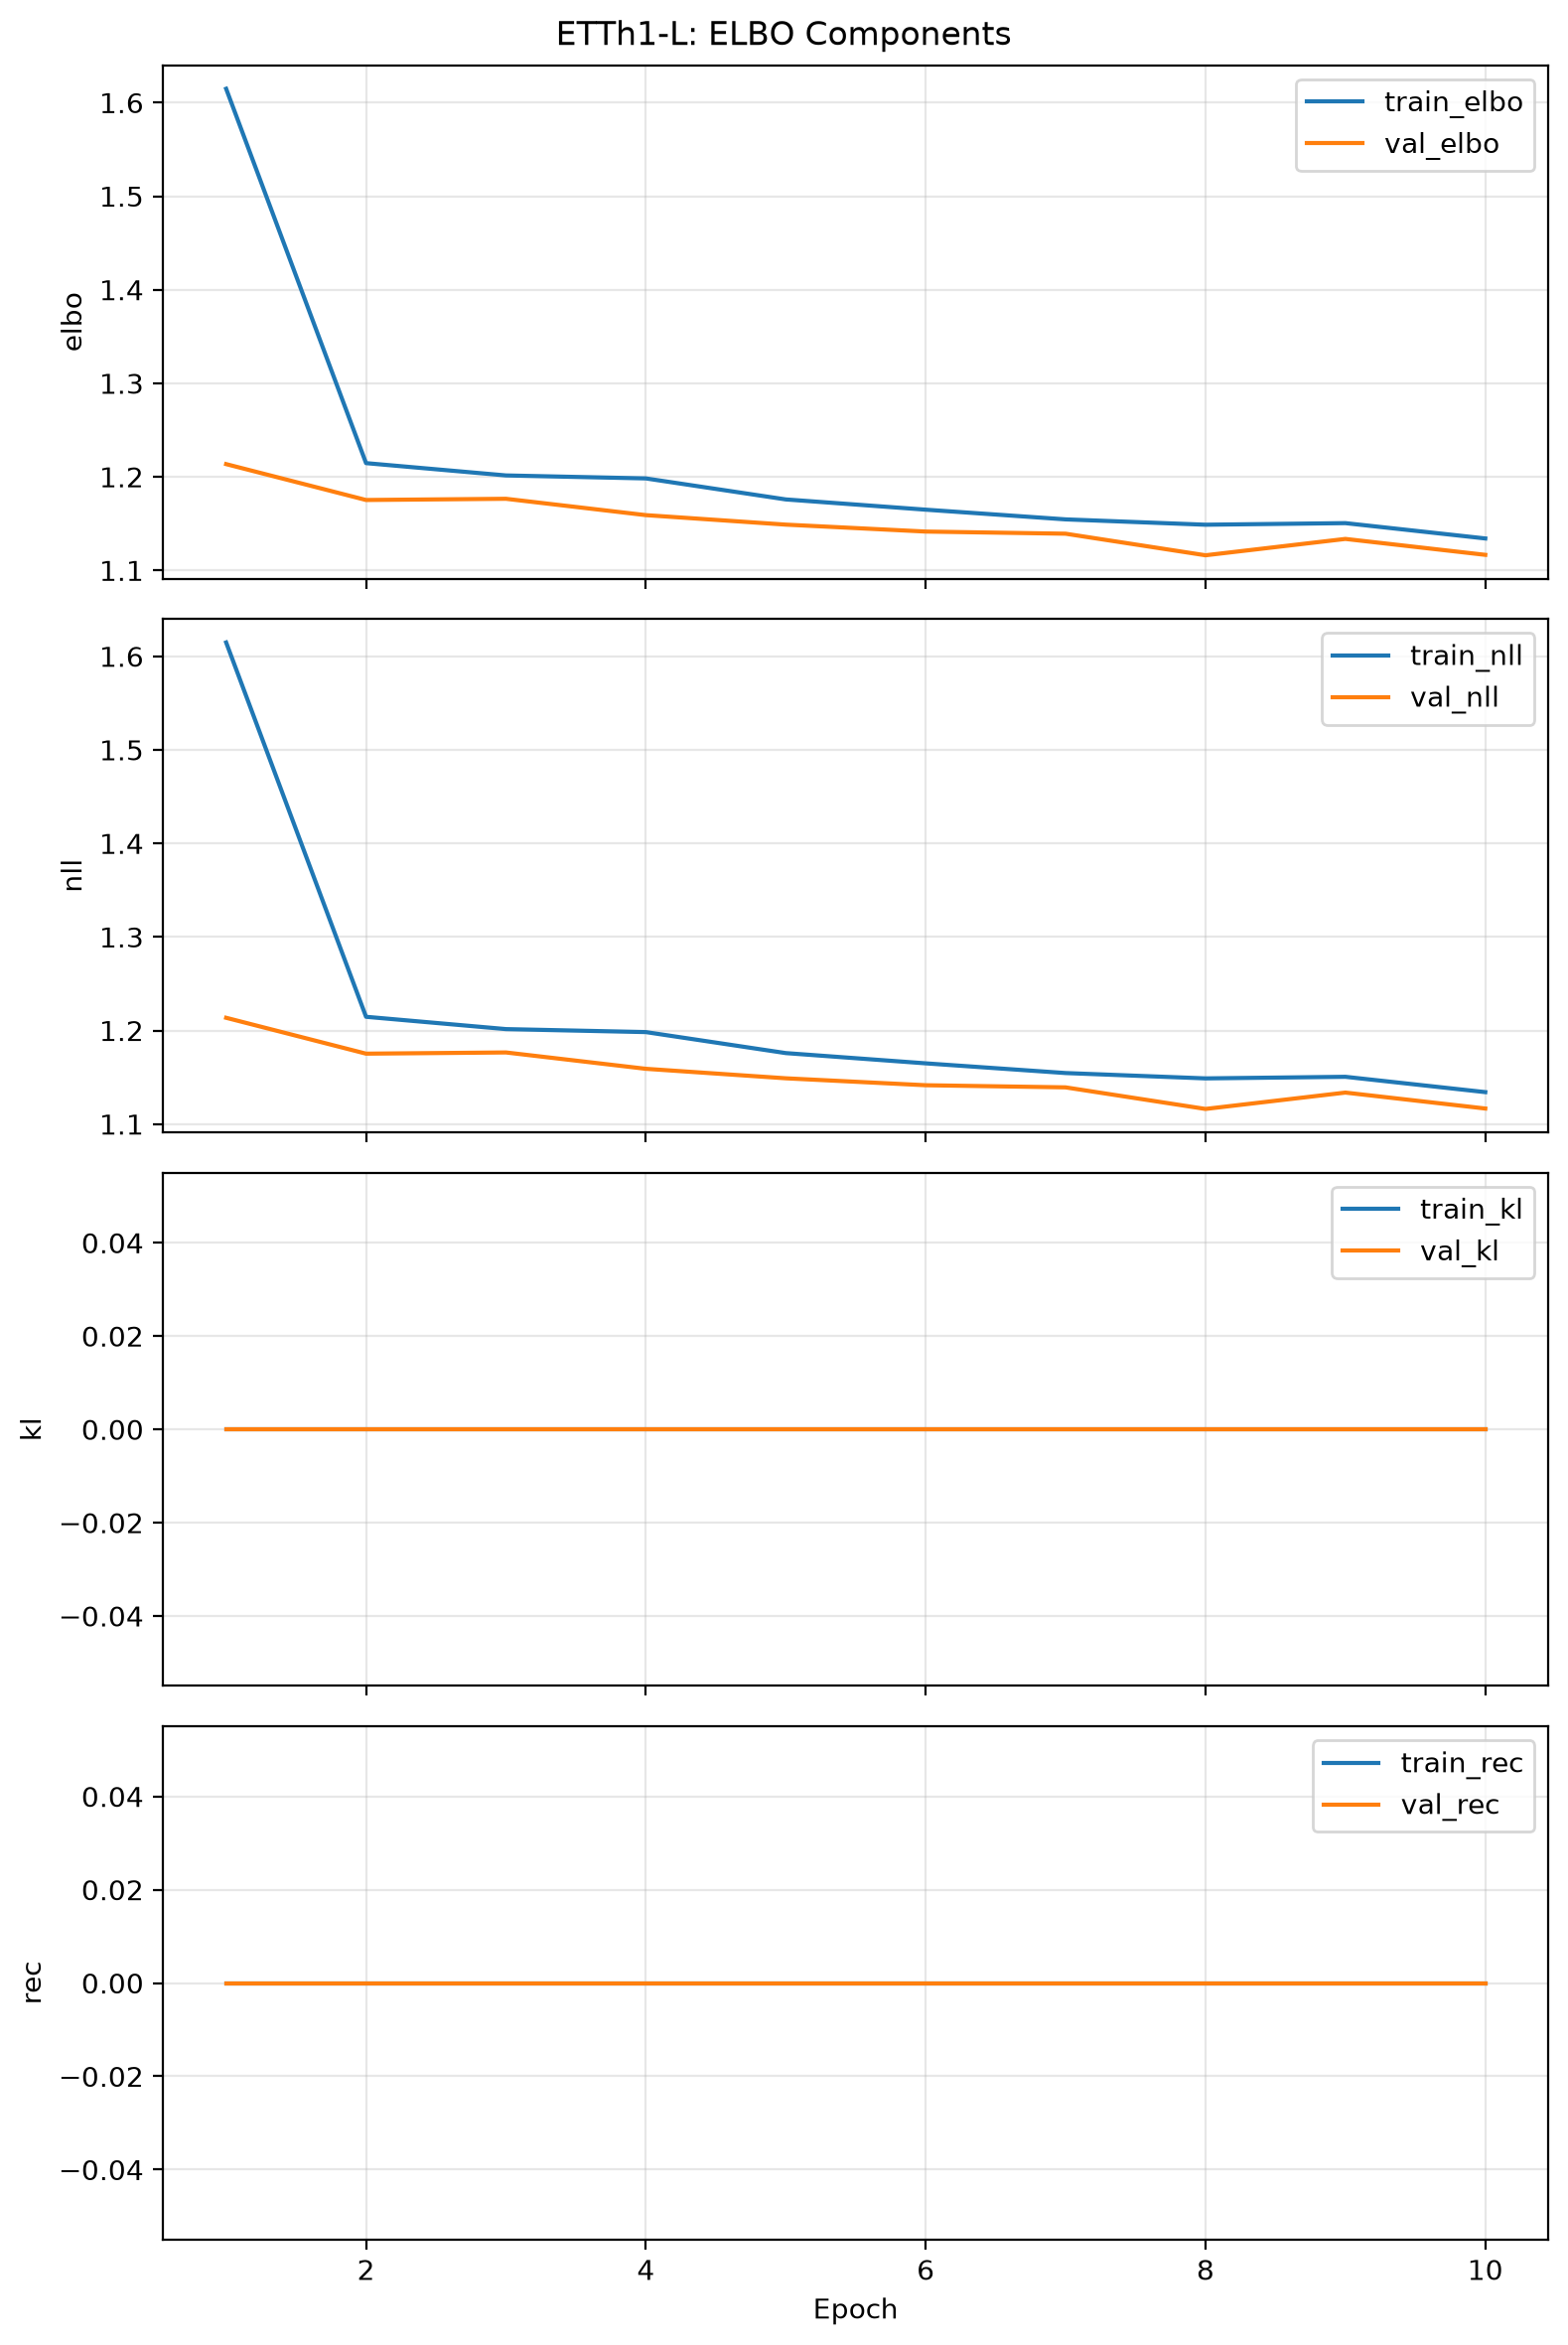 ETTh1-L: ELBO Components
train_elbo
val_elbo
1.6
1.5
1.4
1.3
1.2
1.1
elbo
train_nll
val_nll
1.6
1.5
1.4
1.3
1.2
1.1
nll
train_kl
val_kl
0.04
0.02
0.00
−0.02
−0.04
kl
train_rec
val_rec
0.04
0.02
0.00
−0.02
−0.04
rec
2 4 6 8 10
Epoch